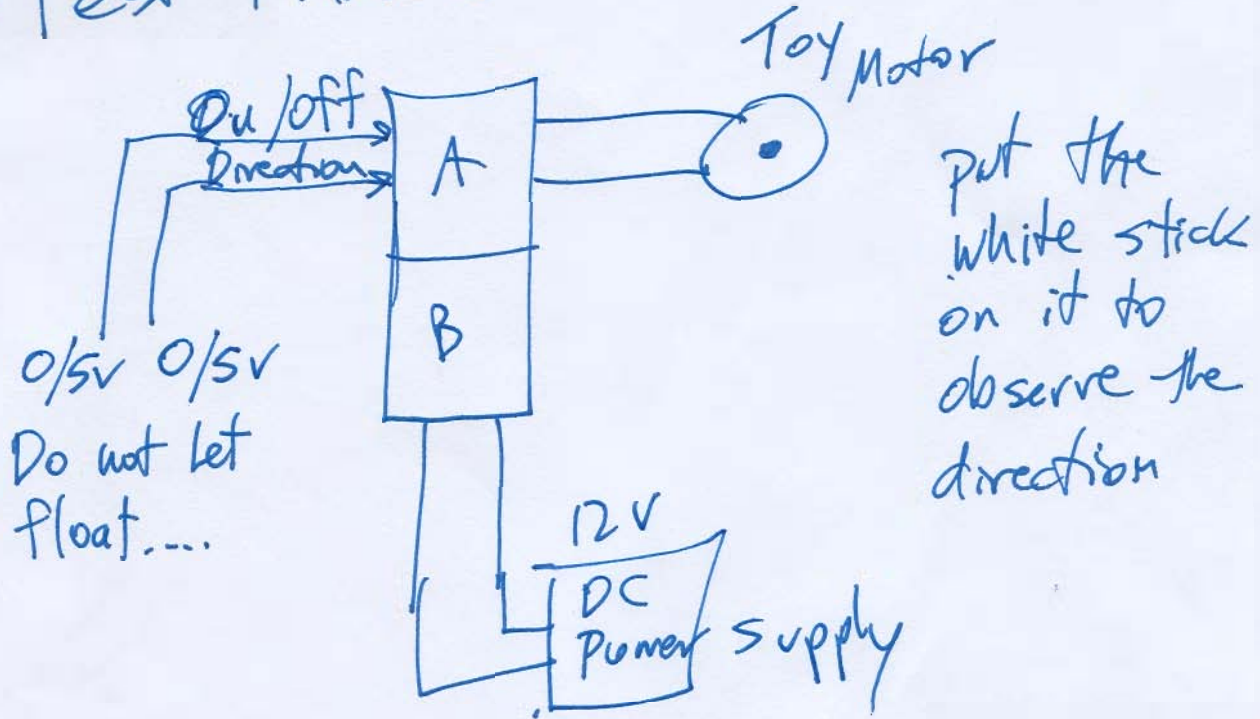 Toy Motor
On/Off
Direction
A
B
0/5V 0/5V
Do not let
float....
put the
white stick
on it to
observe the
direction
12V
DC
Power supply